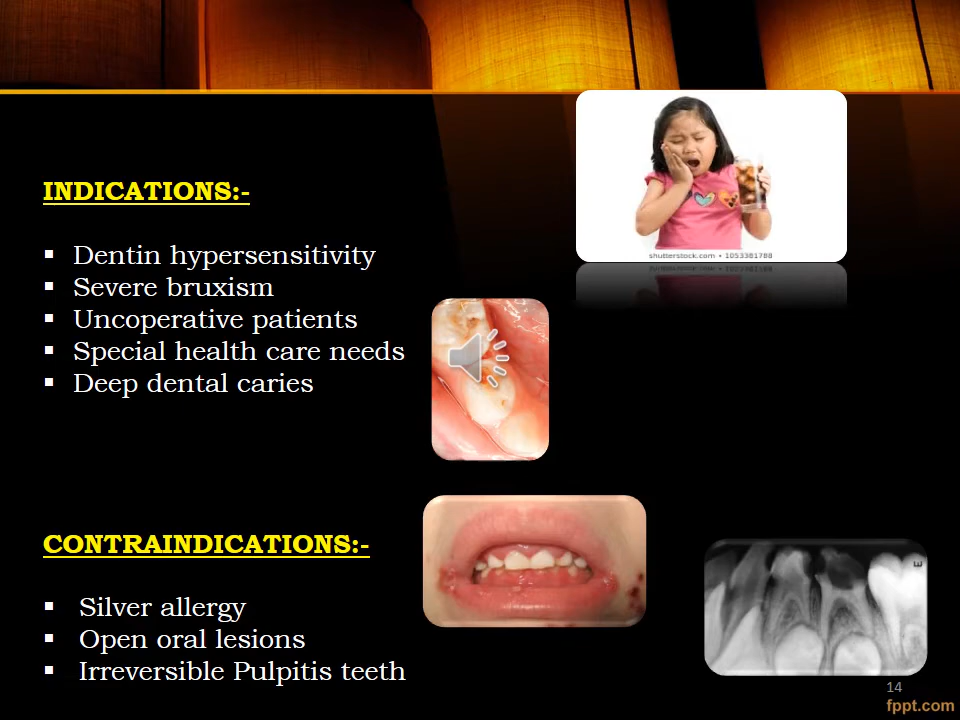 shutterstock.com • 1053361788
INDICATIONS:-
▪ Dentin hypersensitivity
▪ Severe bruxism
▪ Uncoperative patients
▪ Special health care needs
▪ Deep dental caries
CONTRAINDICATIONS:-
▪ Silver allergy
▪ Open oral lesions
▪ Irreversible Pulpitis teeth
E
14
fppt.com